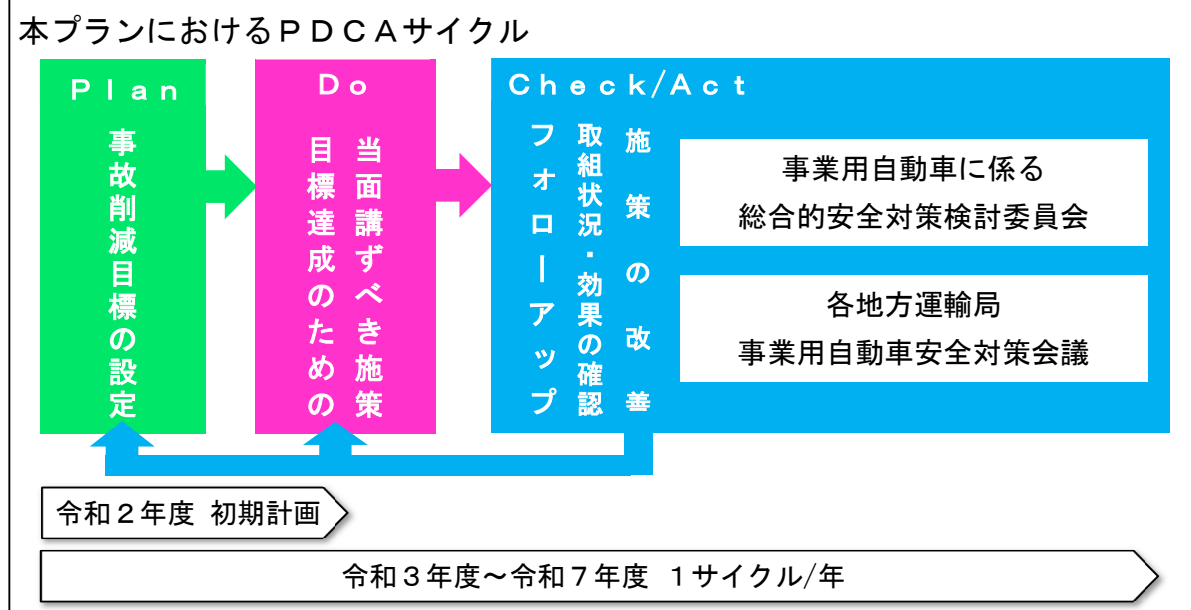 本プランにおけるＰＤＣＡサイクル
Ｐｌａｎ
事故削減目標の設定
Ｄｏ
当面講ずべき施策
目標達成のための
Ｃｈｅｃｋ/Ａｃｔ
施策の改善
取組状況・効果の確認
フォローアップ
事業用自動車に係る
総合的安全対策検討委員会
各地方運輸局
事業用自動車安全対策会議
令和２年度 初期計画
令和３年度～令和７年度 １サイクル/年